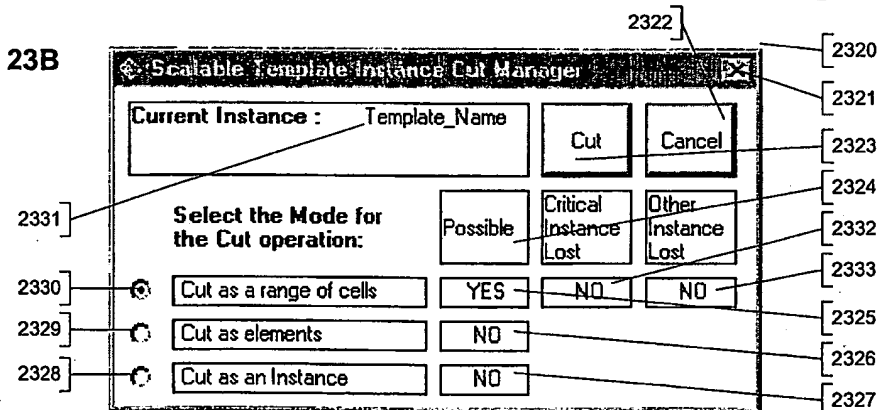 2322
2320
23B
Scalable Template Instance Cut Manager
2321
Current Instance : Template_Name
Cut
Cancel
2323
2324
2331
Select the Mode for
the Cut operation:
Possible
Critical
Instance
Lost
Other
Instance
Lost
2332
2333
2330
Cut as a range of cells
YES
NO
NO
2325
2329
Cut as elements
NO
2326
2328
Cut as an Instance
NO
2327